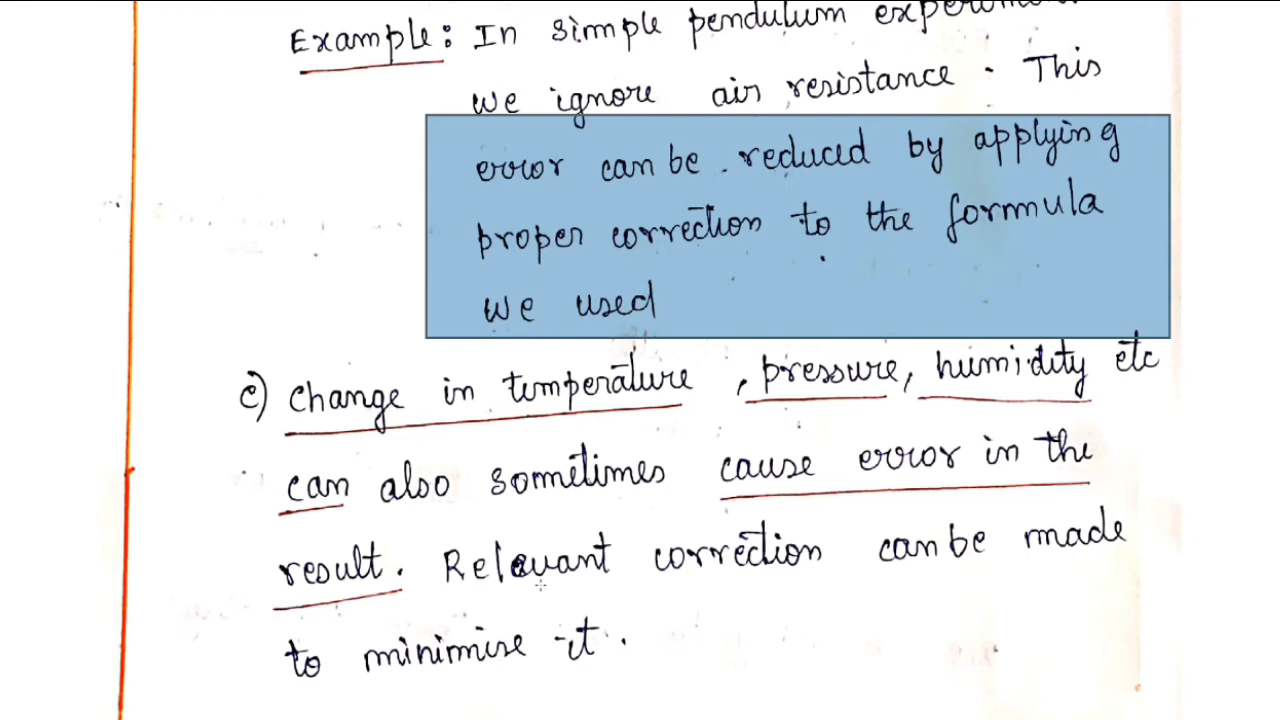 Example: In simple pendulum
we ignore air resistance. This
error can be reduced by applying
proper correction to the formula
we used
c) Change in temperature, pressure, humidity etc
can also sometimes cause error in the
result. Relevant correction can be made
to minimise it.